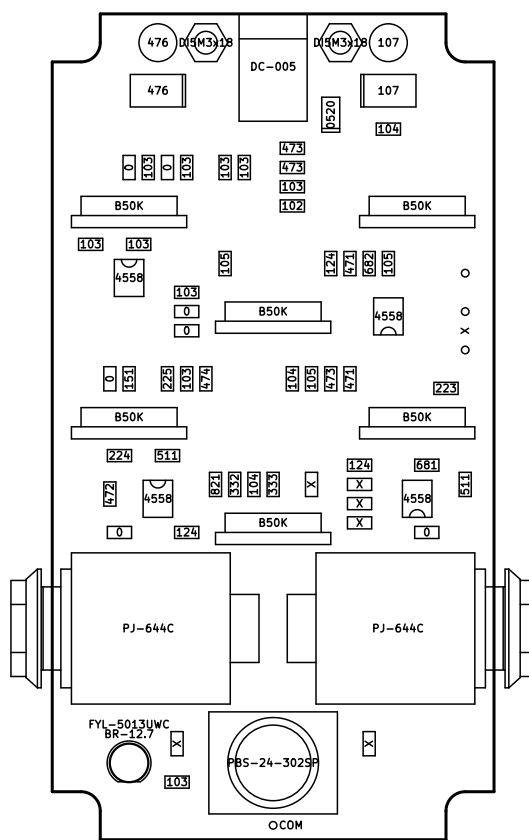 476 DI5M3x18 DI5M3x18 107
DC-005
476 107
0520
104
473
0 103 0 103 103 103 473
103
102
B50K B50K
103 103
105 124 471 682 105
4558
103
0 B50K 4558
0 X
0 151 225 103 474 104 105 473 471
223
B50K B50K
224 511 124 681
472 4558 821 332 104 333 X X 4558 511
X
B50K X
0 124 0
PJ-644C PJ-644C
FYL-5013UWC
BR-12.7
X X
PBS-24-302SP
103
COM